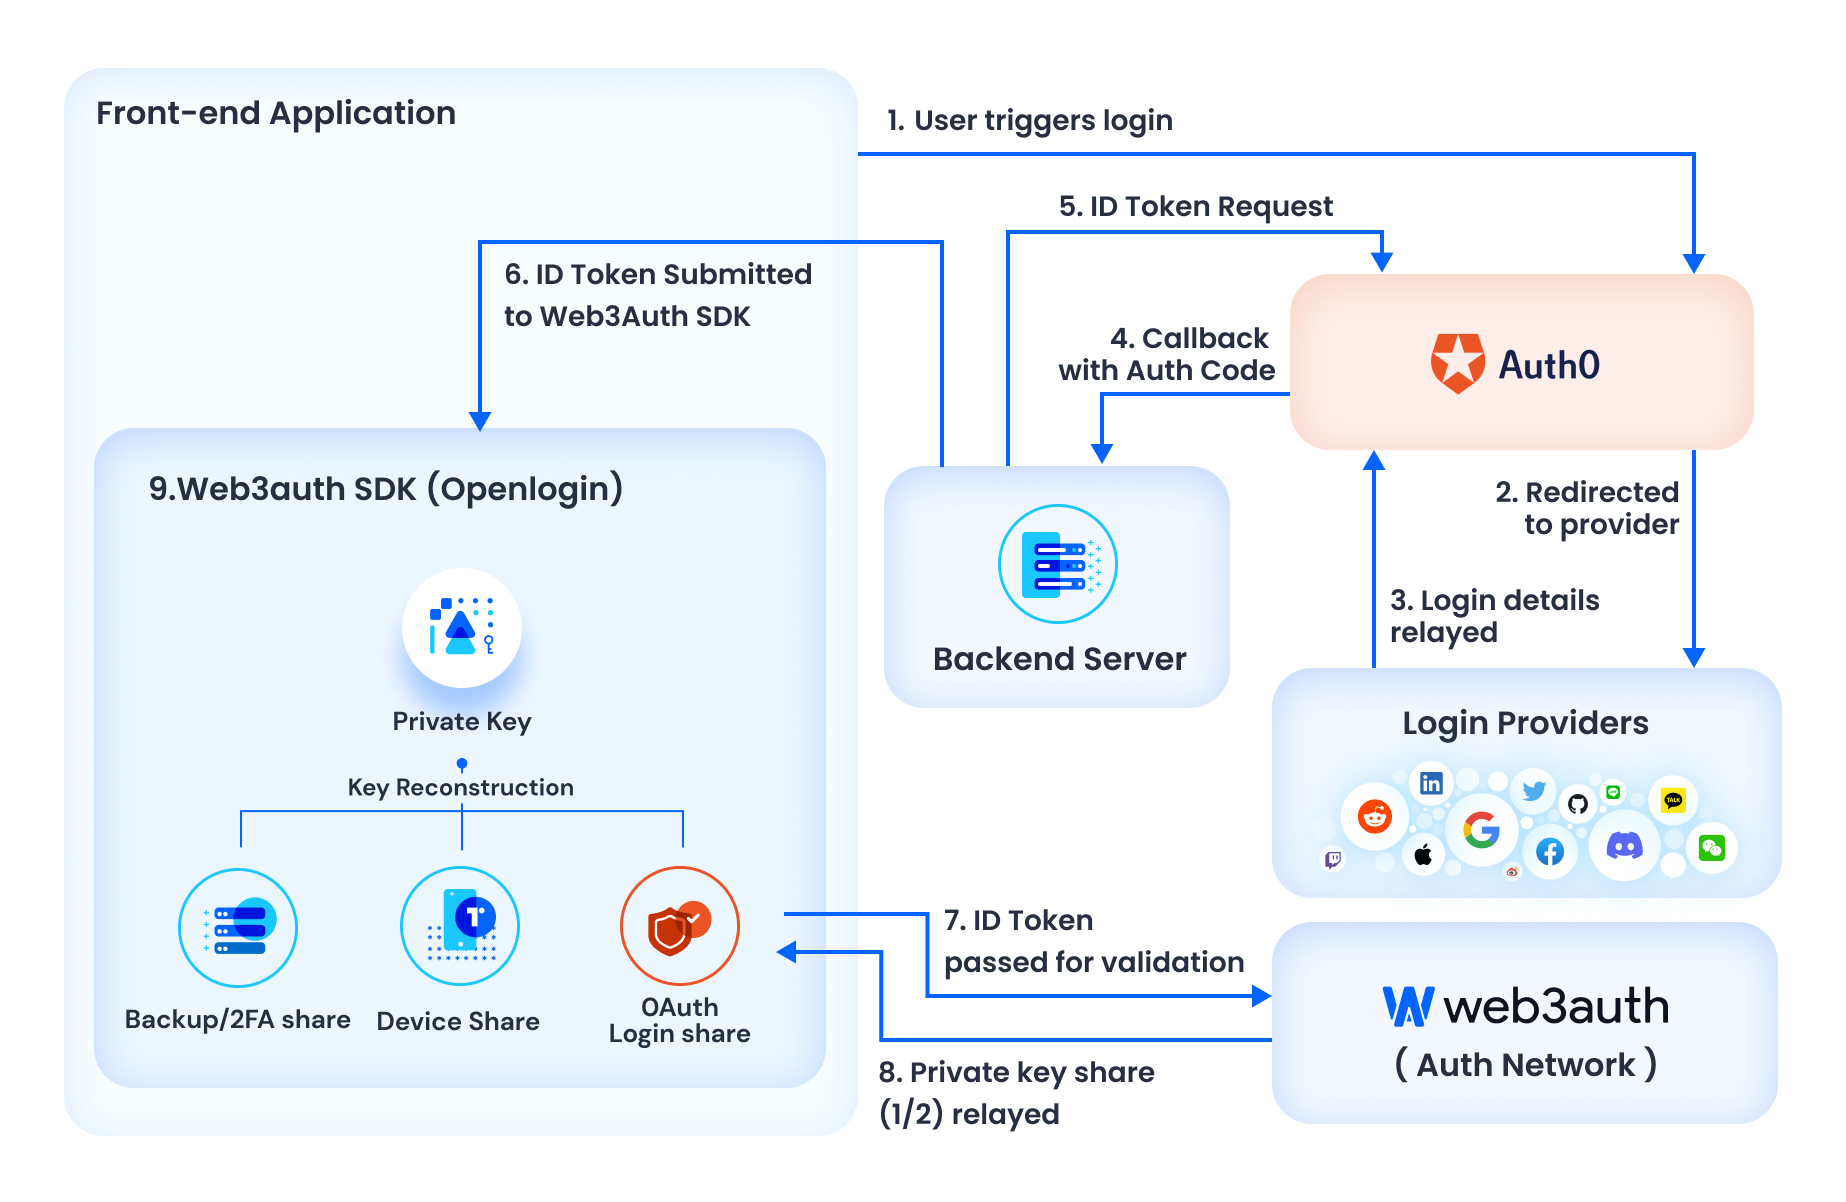 Front-end Application
1. User triggers login
5. ID Token Request
6. ID Token Submitted
to Web3Auth SDK
4. Callback
with Auth Code
Auth0
9.Web3auth SDK (Openlogin)
2. Redirected
to provider
3. Login details
relayed
Backend Server
Private Key
Login Providers
in
TALK
Key Reconstruction
7. ID Token
passed for validation
web3auth
( Auth Network )
Backup/2FA share
Device Share
0Auth
Login share
8. Private key share
(1/2) relayed